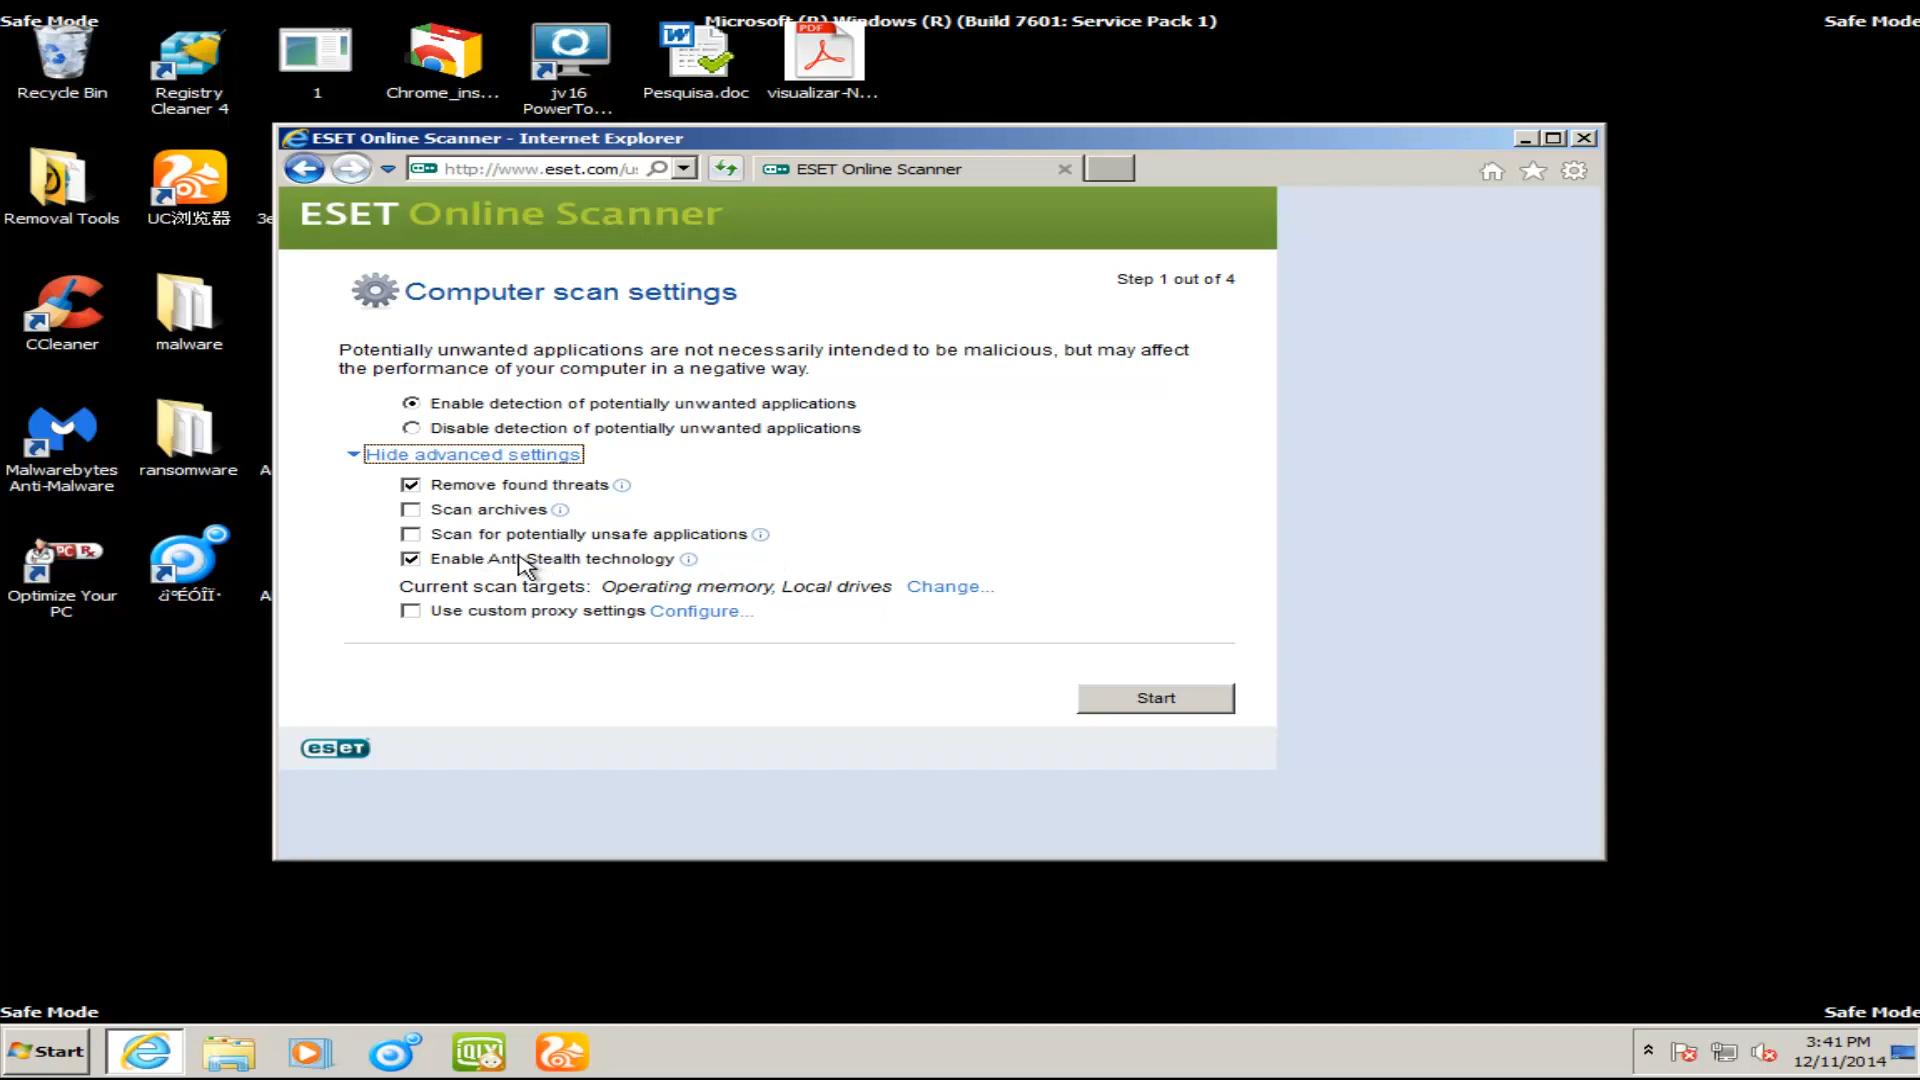 Safe Mode
Microsoft (R) Windows (R) (Build 7601: Service Pack 1)
Safe Mode
Recycle Bin
Registry
Cleaner 4
1
Chrome_ins...
jv16
PowerTo...
Pesquisa.doc
PDF
visualizar-N...
Removal Tools
UC浏览器
3e
CCleaner
malware
Malwarebytes
Anti-Malware
ransomware
A
Optimize Your
PC
A
ESET Online Scanner - Internet Explorer
http://www.eset.com/u
ESET Online Scanner
ESET Online Scanner
Computer scan settings
Step 1 out of 4
Potentially unwanted applications are not necessarily intended to be malicious, but may affect
the performance of your computer in a negative way.
Enable detection of potentially unwanted applications
Disable detection of potentially unwanted applications
Hide advanced settings
Remove found threats
Scan archives
Scan for potentially unsafe applications
Enable Anti-Stealth technology
Current scan targets: Operating memory, Local drives Change...
Use custom proxy settings Configure...
Start
eset
Safe Mode
Safe Mode
Start
3:41 PM
12/11/2014